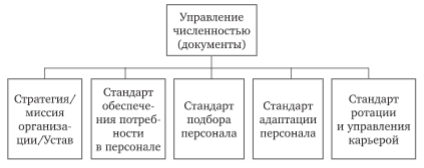 Управление
численностью
(документы)
Стратегия/
миссия
организа-
ции/Устав
Стандарт
обеспече-
ния потреб-
ности
в персонале
Стандарт
подбора
персонала
Стандарт
адаптации
персонала
Стандарт
ротации
и управления
карьерой